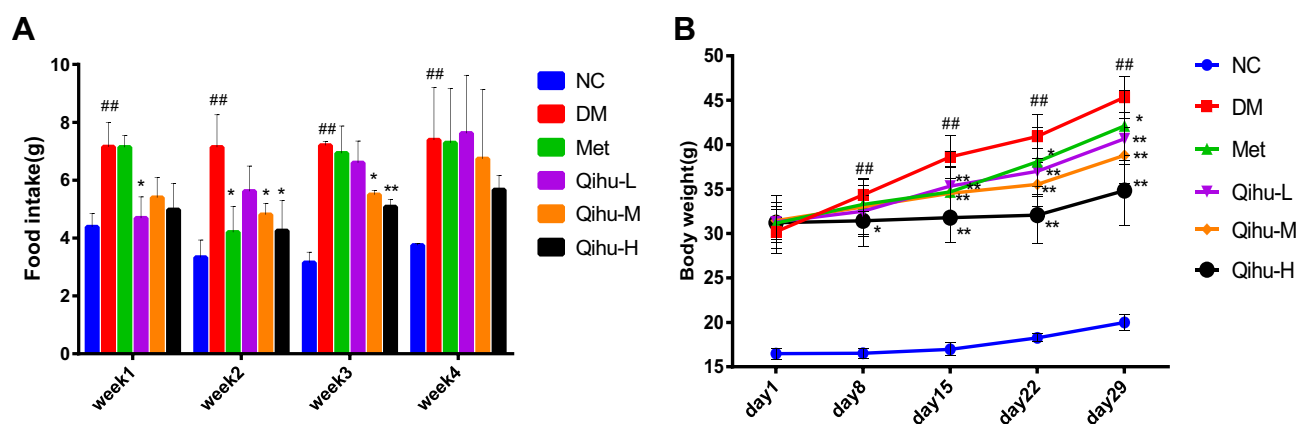 A
Food intake(g)
10
8
6
4
2
0
##
*
##
*
*
*
##
*
**
##
week1
week2
week3
week4
NC
DM
Met
Qihu-L
Qihu-M
Qihu-H
B
Body weight(g)
50
45
40
35
30
25
20
15
##
*
##
**
**
**
**
##
*
**
**
**
##
*
**
**
**
day1
day8
day15
day22
day29
NC
DM
Met
Qihu-L
Qihu-M
Qihu-H